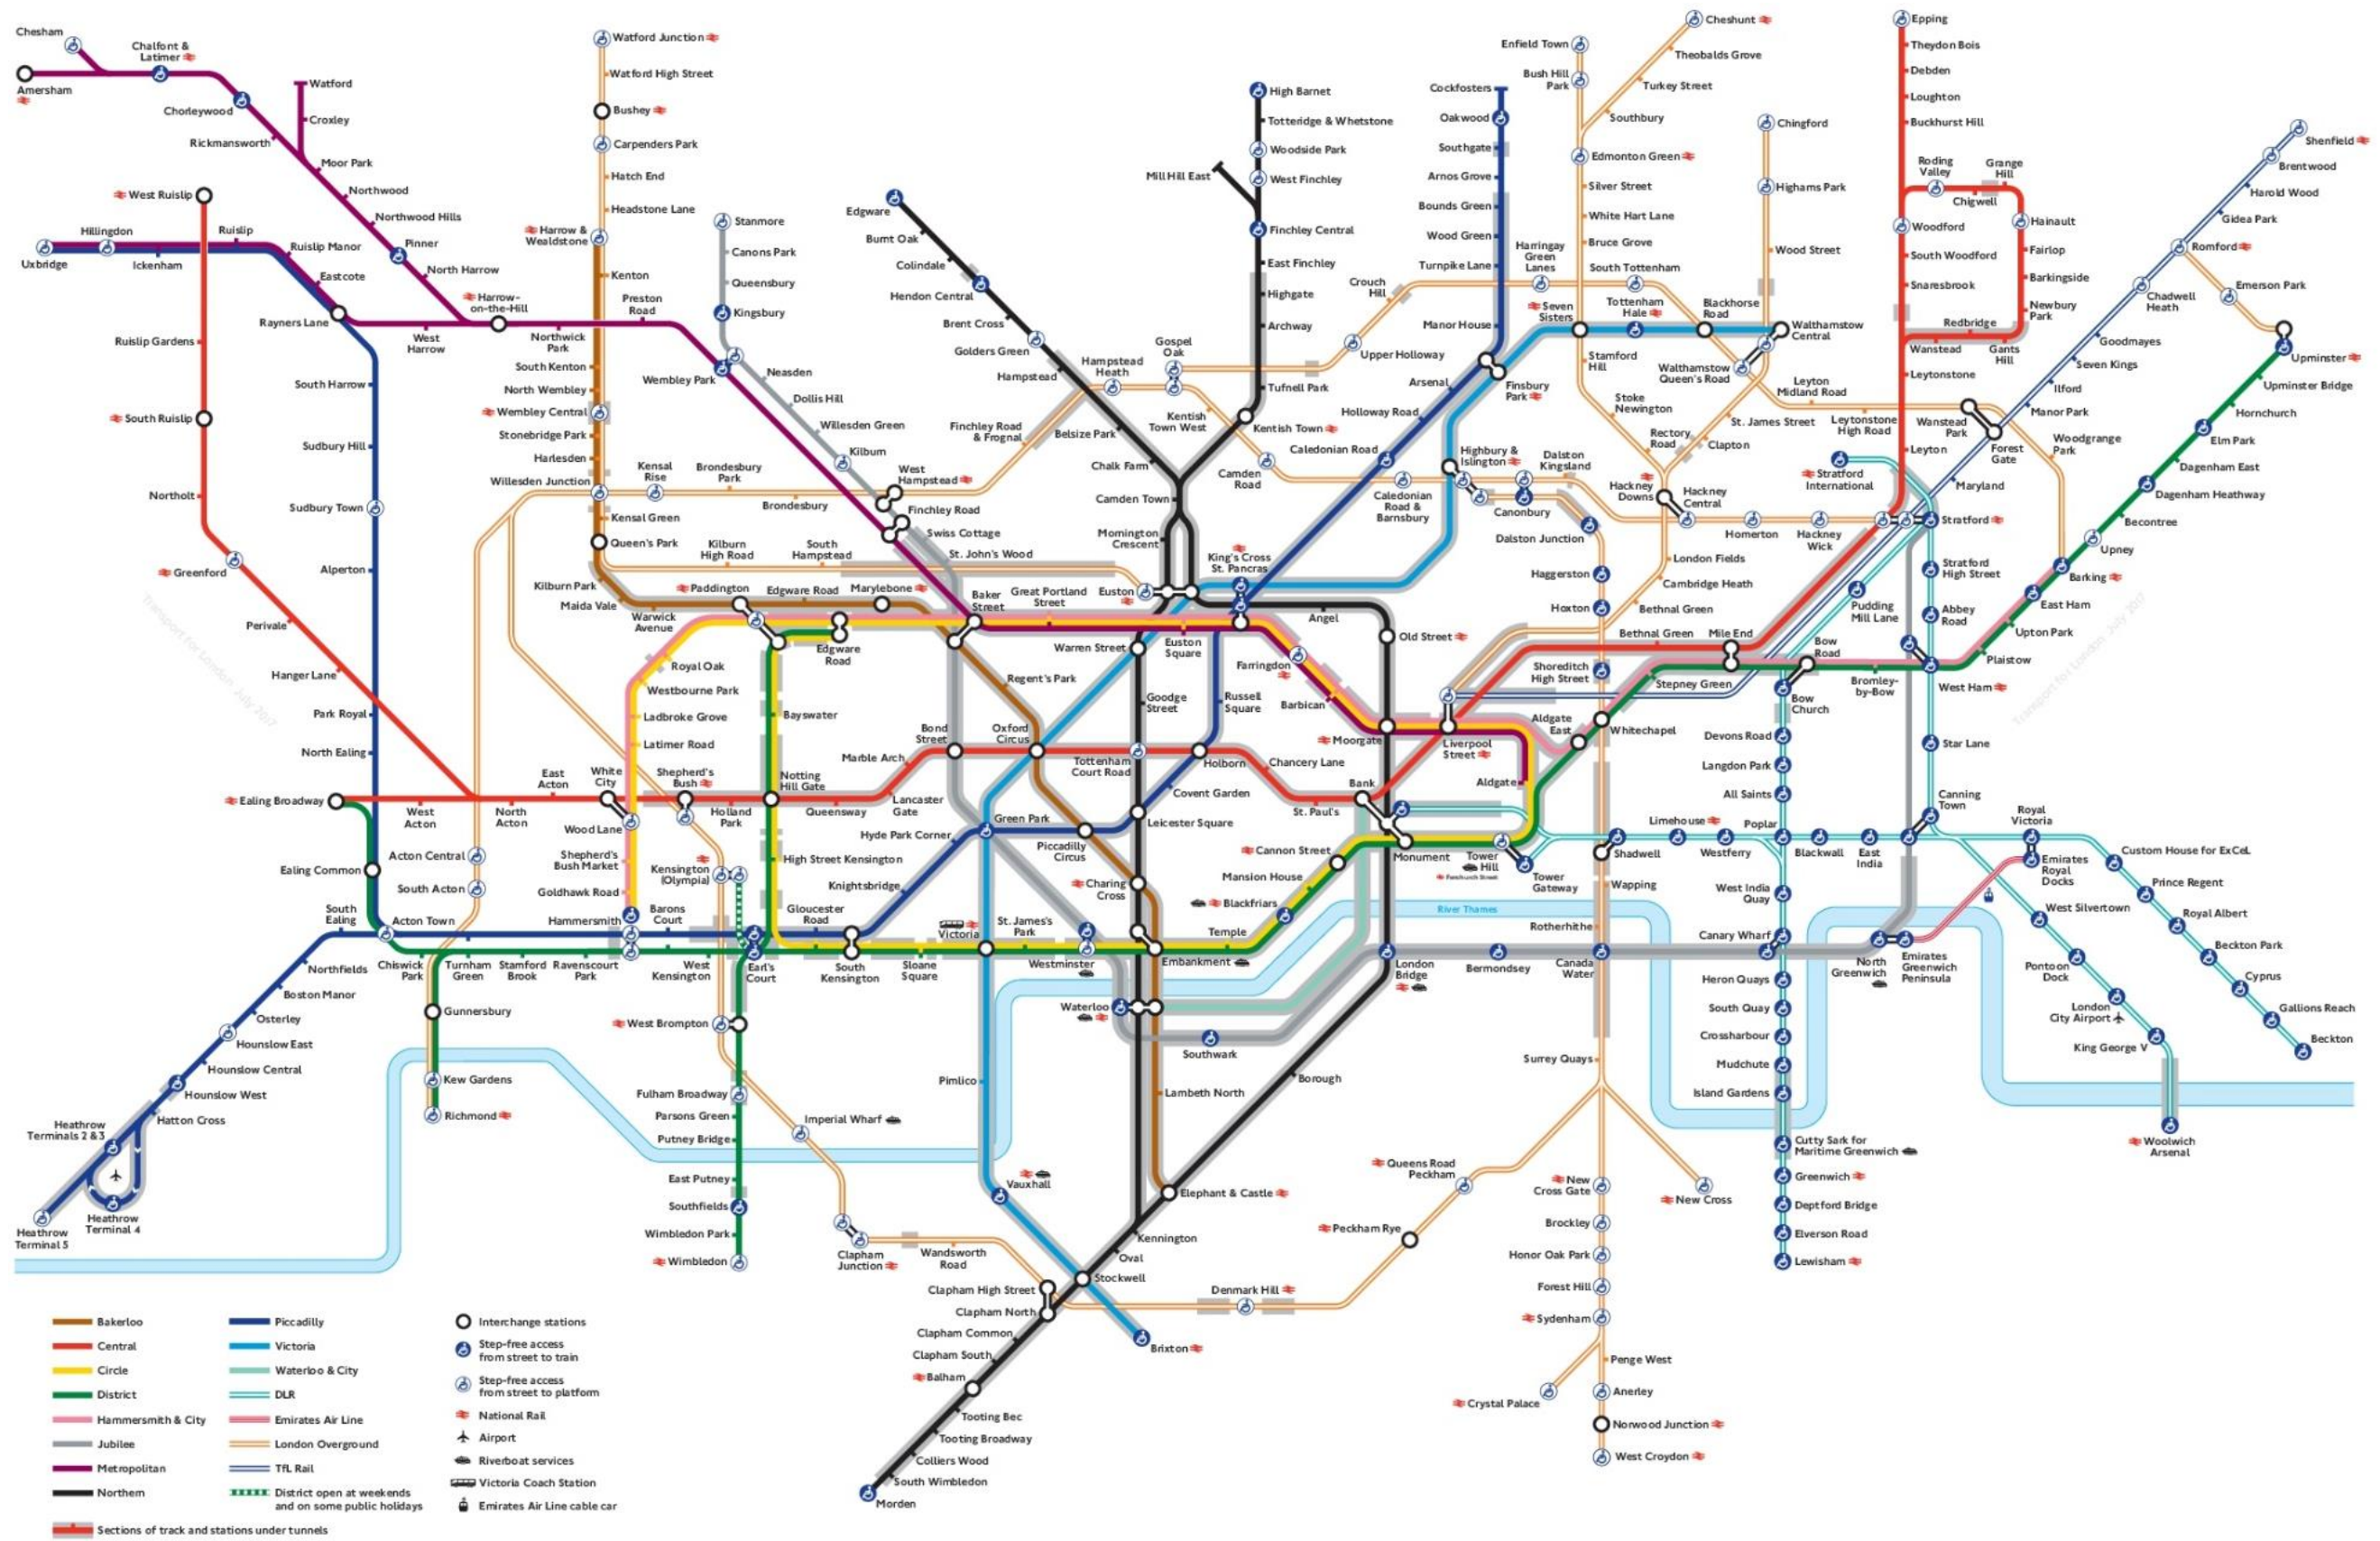 Chesham
Chalfont &
Latimer
Amersham
Chorleywood
Rickmansworth
Watford
Croxley
Moor Park
Northwood
Northwood Hills
Pinner
North Harrow
Harrow-
on-the-Hill
West Ruislip
Hillingdon
Ruislip
Uxbridge
Ickenham
Ruislip Manor
Eastcote
Rayners Lane
West
Harrow
Northwick
Park
Preston
Road
Wembley Park
Ruislip Gardens
South Ruislip
Northolt
Greenford
Perivale
Hanger Lane
South Harrow
Sudbury Hill
Sudbury Town
Alperton
Park Royal
North Ealing
Transport for London July 2017
Ealing Broadway
West
Acton
North
Acton
East
Acton
White
City
Shepherd's
Bush
Holland
Park
Notting
Hill Gate
Queensway
Lancaster
Gate
Marble Arch
Bond
Street
Oxford
Circus
Tottenham
Court Road
Holborn
Chancery Lane
St. Paul's
Bank
Watford Junction
Watford High Street
Bushey
Carpenders Park
Hatch End
Headstone Lane
Harrow &
Wealdstone
Kenton
South Kenton
North Wembley
Wembley Central
Stonebridge Park
Harlesden
Willesden Junction
Kensal Green
Queen's Park
Kilburn Park
Maida Vale
Warwick
Avenue
Paddington
Edgware Road
Marylebone
Baker
Street
Great Portland
Street
Euston
Square
Regent's Park
Kensal
Rise
Brondesbury
Park
Brondesbury
West
Hampstead
Finchley Road
Swiss Cottage
St. John's Wood
Kilburn
High Road
South
Hampstead
Stanmore
Canons Park
Queensbury
Kingsbury
Neasden
Dollis Hill
Willesden Green
Kilburn
Edgware
Burnt Oak
Colindale
Hendon Central
Brent Cross
Golders Green
Hampstead
Belsize Park
Chalk Farm
Camden Town
Mornington
Crescent
Finchley Road
& Frognal
Hampstead
Heath
Gospel
Oak
Kentish
Town West
Camden
Road
High Barnet
Totteridge & Whetstone
Woodside Park
West Finchley
Mill Hill East
Finchley Central
East Finchley
Highgate
Archway
Tufnell Park
Kentish Town
Upper Holloway
Crouch
Hill
Harringay
Green
Lanes
South Tottenham
Blackhorse
Road
Cockfosters
Oakwood
Southgate
Arnos Grove
Bounds Green
Wood Green
Turnpike Lane
Manor House
Finsbury
Park
Arsenal
Holloway Road
Caledonian Road
King's Cross
St. Pancras
Seven
Sisters
Tottenham
Hale
Walthamstow
Central
Walthamstow
Queen's Road
Enfield Town
Bush Hill
Park
Cheshunt
Theobalds Grove
Turkey Street
Southbury
Edmonton Green
Silver Street
White Hart Lane
Bruce Grove
Stamford
Hill
Stoke
Newington
Rectory
Road
Clapton
St. James Street
Chingford
Highams Park
Wood Street
Leyton
Midland Road
Leytonstone
High Road
Wanstead
Park
Woodgrange
Park
Highbury &
Islington
Caledonian
Road &
Barnsbury
Canonbury
Dalston
Kingsland
Dalston Junction
Hackney
Downs
Hackney
Central
Homerton
Hackney
Wick
London Fields
Cambridge Heath
Bethnal Green
Haggerston
Hoxton
Shoreditch
High Street
Epping
Theydon Bois
Debden
Loughton
Buckhurst Hill
Roding
Valley
Chigwell
Grange
Hill
Hainault
Fairlop
Barkingside
Newbury
Park
Woodford
South Woodford
Snaresbrook
Redbridge
Wanstead
Gants
Hill
Leytonstone
Leyton
Stratford
International
Stratford
Shenfield
Brentwood
Harold Wood
Gidea Park
Romford
Emerson Park
Chadwell
Heath
Goodmayes
Seven Kings
Ilford
Manor Park
Forest
Gate
Maryland
Upminster
Upminster Bridge
Hornchurch
Elm Park
Dagenham East
Dagenham Heathway
Becontree
Upney
Barking
East Ham
Upton Park
Plaistow
West Ham
Transport for London July 2017
Stratford
High Street
Abbey
Road
Pudding
Mill Lane
Bow
Road
Bromley-
by-Bow
Bow
Church
Bethnal Green
Mile End
Stepney Green
Whitechapel
Aldgate
East
Aldgate
Liverpool
Street
Moorgate
Barbican
Farringdon
Old Street
Angel
Euston
Warren Street
Goodge
Street
Russell
Square
Covent Garden
Leicester Square
Piccadilly
Circus
Green Park
Hyde Park Corner
Knightsbridge
Charing
Cross
Edgware
Road
Royal Oak
Westbourne Park
Ladbroke Grove
Latimer Road
Wood Lane
Shepherd's
Bush Market
Goldhawk Road
Hammersmith
Bayswater
High Street Kensington
Kensington
(Olympia)
Barons
Court
Gloucester
Road
Earl's
Court
South
Kensington
Sloane
Square
Victoria
St. James's
Park
Westminster
Embankment
Temple
Blackfriars
Mansion House
Cannon Street
Monument
Tower
Hill
Fenchurch Street
Tower
Gateway
River Thames
Ealing Common
South
Ealing
Acton Town
Acton Central
South Acton
Chiswick
Park
Turnham
Green
Stamford
Brook
Ravenscourt
Park
West
Kensington
Gunnersbury
Kew Gardens
Richmond
Northfields
Boston Manor
Osterley
Hounslow East
Hounslow Central
Hounslow West
Hatton Cross
Heathrow
Terminals 2 & 3
Heathrow
Terminal 4
Heathrow
Terminal 5
West Brompton
Fulham Broadway
Parsons Green
Putney Bridge
East Putney
Southfields
Wimbledon Park
Wimbledon
Imperial Wharf
Clapham
Junction
Wandsworth
Road
Clapham High Street
Clapham North
Clapham Common
Clapham South
Balham
Tooting Bec
Tooting Broadway
Colliers Wood
South Wimbledon
Morden
Pimlico
Vauxhall
Stockwell
Brixton
Oval
Kennington
Waterloo
Southwark
Lambeth North
Elephant & Castle
Borough
London
Bridge
Bermondsey
Canada
Water
Shadwell
Wapping
Rotherhithe
Surrey Quays
Denmark Hill
Peckham Rye
Queens Road
Peckham
New
Cross Gate
New Cross
Brockley
Honor Oak Park
Forest Hill
Sydenham
Penge West
Crystal Palace
Anerley
Norwood Junction
West Croydon
Devons Road
Langdon Park
All Saints
Limehouse
Westferry
Poplar
Blackwall
East
India
Canning
Town
Star Lane
Royal
Victoria
Custom House for ExCeL
Prince Regent
Royal Albert
Beckton Park
Cyprus
Gallions Reach
Beckton
Emirates
Royal
Docks
West Silvertown
Pontoon
Dock
London
City Airport
King George V
Woolwich
Arsenal
North
Greenwich
Emirates
Greenwich
Peninsula
West India
Quay
Canary Wharf
Heron Quays
South Quay
Crossharbour
Mudchute
Island Gardens
Cutty Sark for
Maritime Greenwich
Greenwich
Deptford Bridge
Elverson Road
Lewisham
Bakerloo
Central
Circle
District
Hammersmith & City
Jubilee
Metropolitan
Northern
Sections of track and stations under tunnels
Piccadilly
Victoria
Waterloo & City
DLR
Emirates Air Line
London Overground
TfL Rail
District open at weekends
and on some public holidays
Interchange stations
Step-free access
from street to train
Step-free access
from street to platform
National Rail
Airport
Riverboat services
Victoria Coach Station
Emirates Air Line cable car